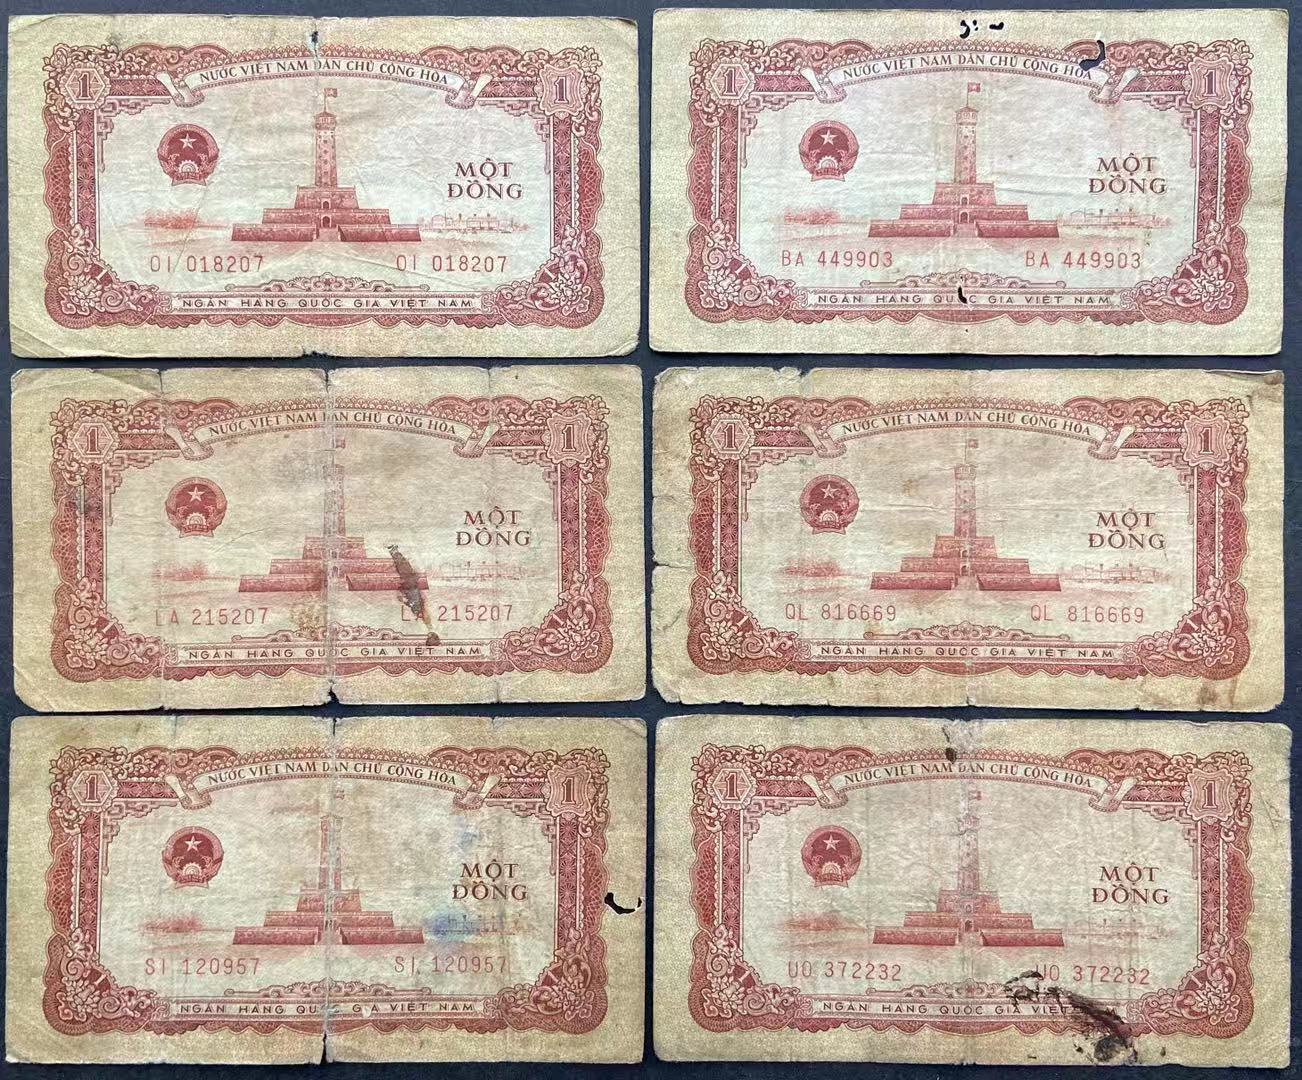 NƯỚC VIỆT NAM DÂN CHỦ CỘNG HÒA
1 1
MỘT
ĐỒNG
OI 018207 OI 018207
NGÂN HÀNG QUỐC GIA VIỆT NAM
NƯỚC VIỆT NAM DÂN CHỦ CỘNG HÒA
1 1
MỘT
ĐỒNG
BA 449903 BA 449903
NGÂN HÀNG QUỐC GIA VIỆT NAM
NƯỚC VIỆT NAM DÂN CHỦ CỘNG HÒA
1 1
MỘT
ĐỒNG
LA 215207 LA 215207
NGÂN HÀNG QUỐC GIA VIỆT NAM
NƯỚC VIỆT NAM DÂN CHỦ CỘNG HÒA
1 1
MỘT
ĐỒNG
QL 816669 QL 816669
NGÂN HÀNG QUỐC GIA VIỆT NAM
NƯỚC VIỆT NAM DÂN CHỦ CỘNG HÒA
1 1
MỘT
ĐỒNG
SI 120957 SI 120957
NGÂN HÀNG QUỐC GIA VIỆT NAM
NƯỚC VIỆT NAM DÂN CHỦ CỘNG HÒA
1 1
MỘT
ĐỒNG
UO 372232 UO 372232
NGÂN HÀNG QUỐC GIA VIỆT NAM